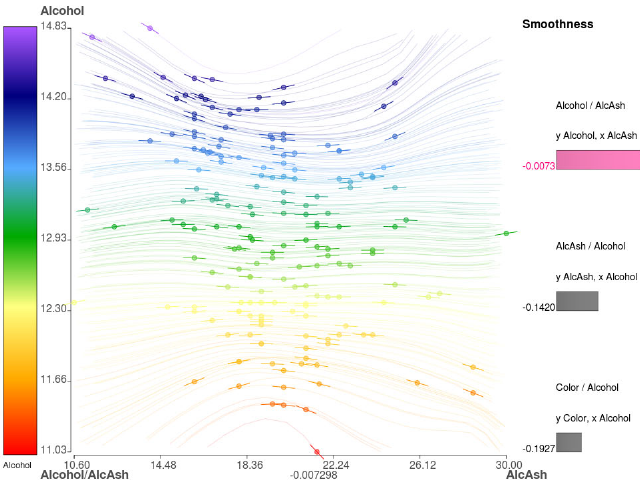 Alcohol
14.83
14.20
13.56
12.93
12.30
11.66
11.03
Alcohol
10.60
14.48
18.36
22.24
26.12
30.00
Alcohol/AlcAsh
-0.007298
AlcAsh
Smoothness
Alcohol / AlcAsh
y Alcohol, x AlcAsh
-0.0073
AlcAsh / Alcohol
y AlcAsh, x Alcohol
-0.1420
Color / Alcohol
y Color, x Alcohol
-0.1927